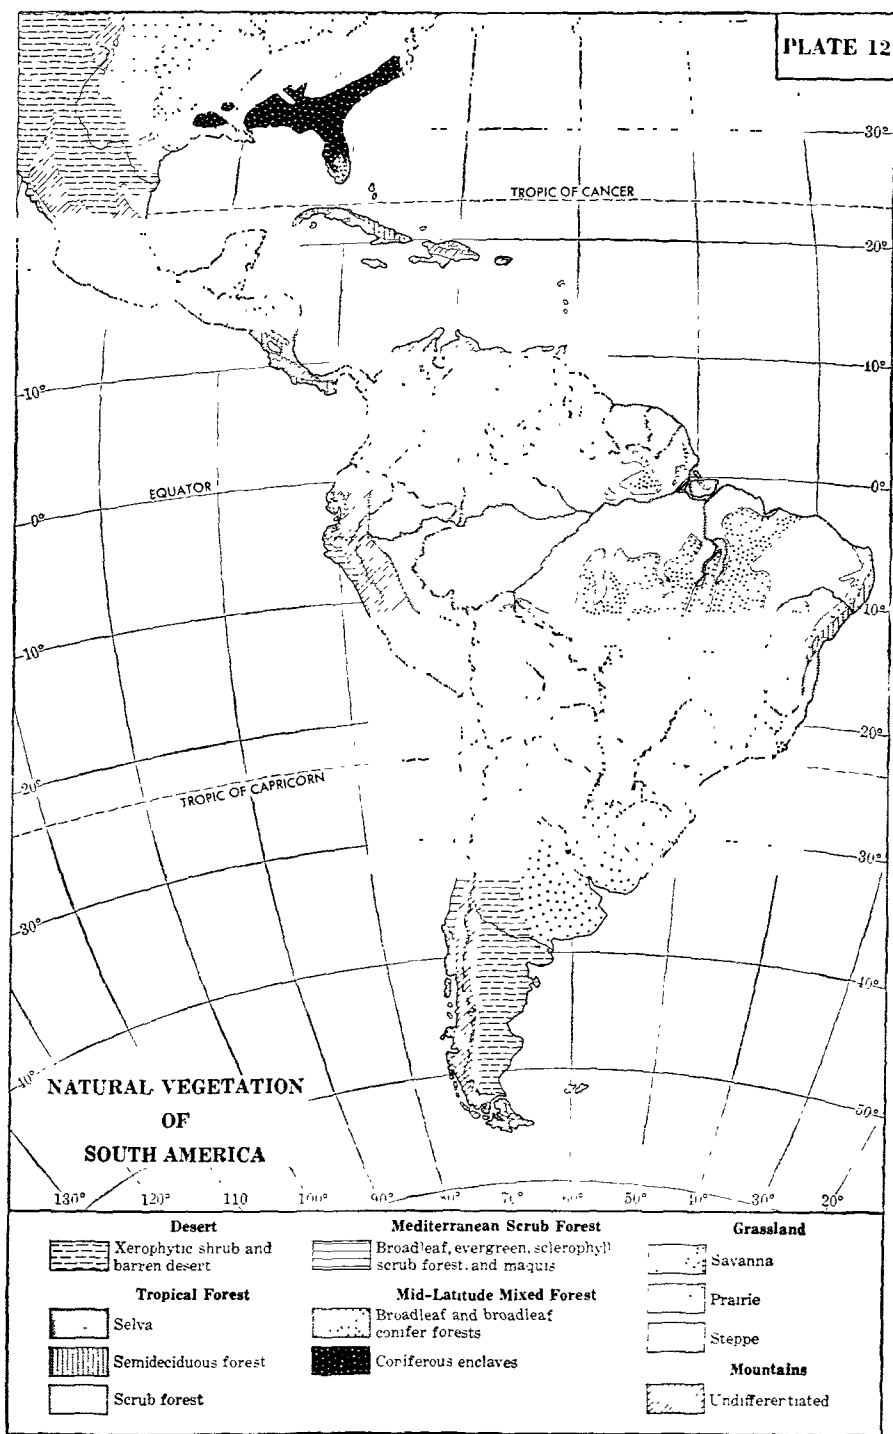 PLATE 12
30°
TROPIC OF CANCER
20°
10°
10°
EQUATOR
0°
0°
10°
10°
20°
20°
TROPIC OF CAPRICORN
30°
30°
40°
40°
50°
NATURAL VEGETATION
OF
SOUTH AMERICA
130° 120° 110 100° 90° 80° 70° 60° 50° 40° 30° 20°
Desert
Xerophytic shrub and
barren desert
Tropical Forest
Selva
Semideciduous forest
Scrub forest
Mediterranean Scrub Forest
Broadleaf, evergreen, sclerophyll
scrub forest, and maquis
Mid-Latitude Mixed Forest
Broadleaf and broadleaf
conifer forests
Coniferous enclaves
Grassland
Savanna
Prairie
Steppe
Mountains
Undifferentiated